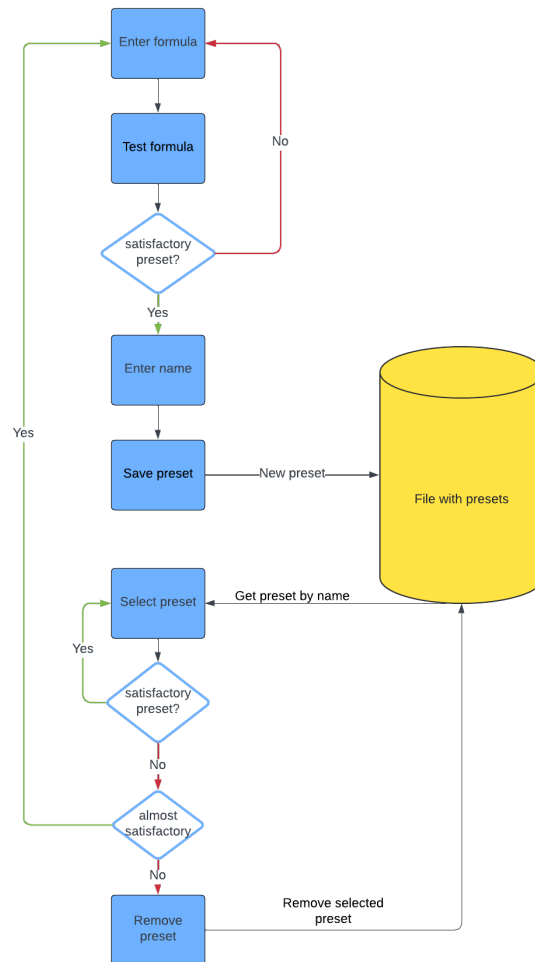 Enter formula
Test formula
No
satisfactory
preset?
Yes
Enter name
Yes
Save preset
New preset
File with presets
Select preset
Get preset by name
Yes
satisfactory
preset?
No
almost
satisfactory
No
Remove
preset
Remove selected
preset